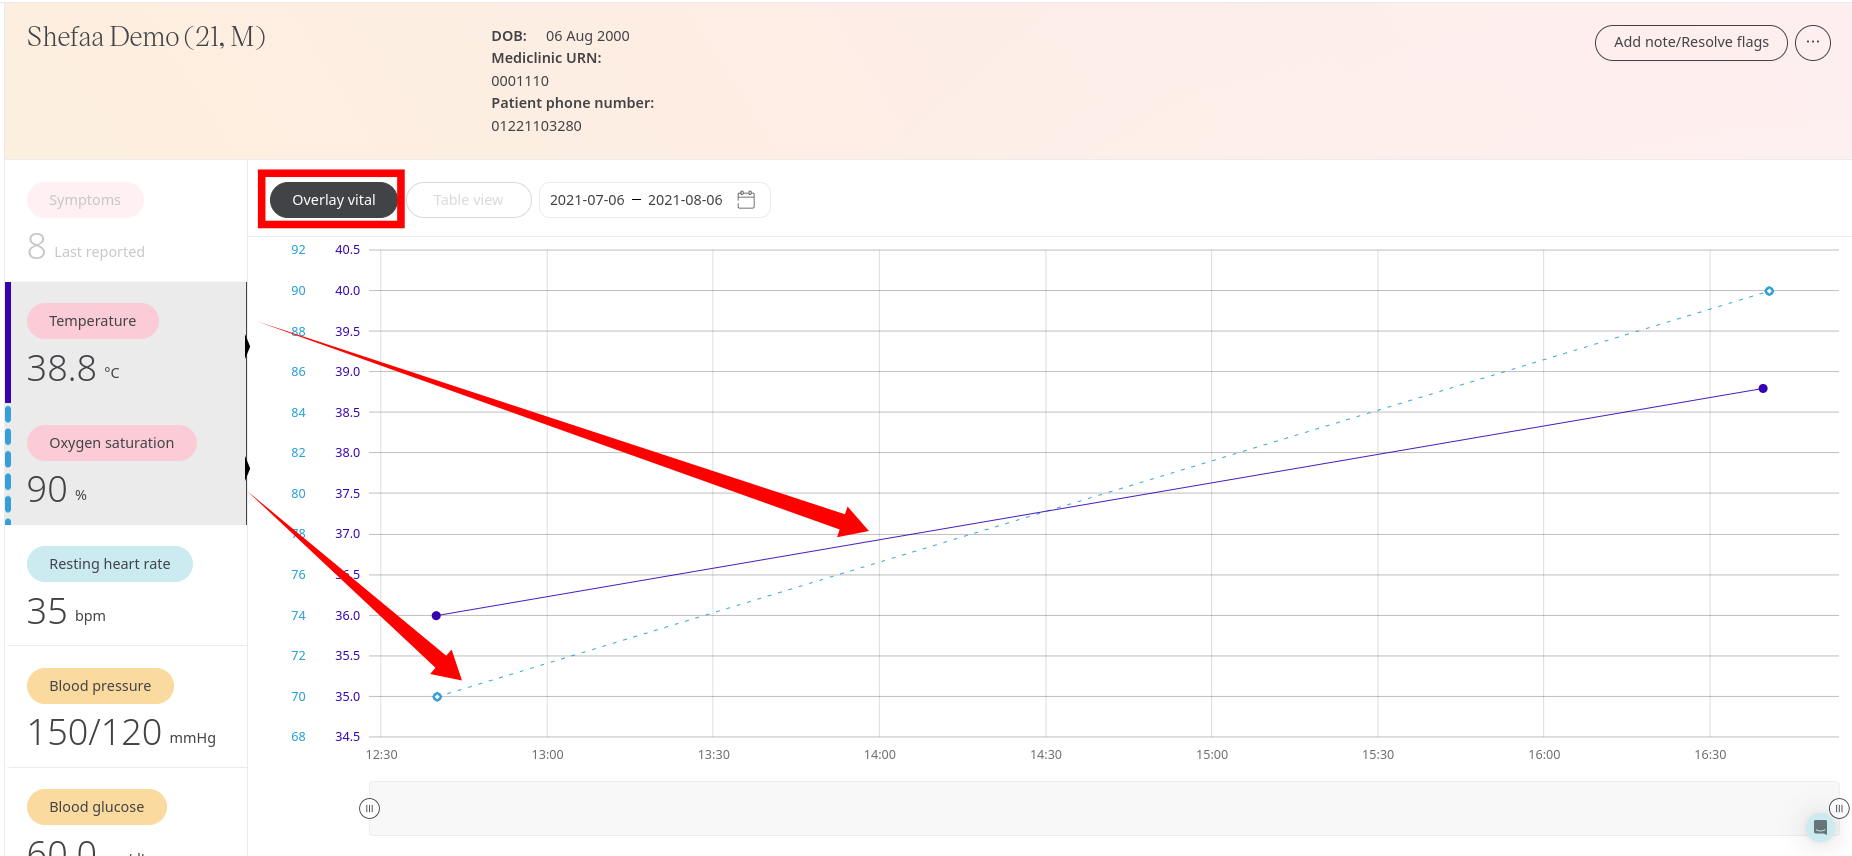 Shefaa Demo (21, M)
DOB: 06 Aug 2000
Mediclinic URN:
0001110
Patient phone number:
01221103280
Add note/Resolve flags
...
Symptoms
8 Last reported
Temperature
38.8 °C
Oxygen saturation
90 %
Resting heart rate
35 bpm
Blood pressure
150/120 mmHg
Blood glucose
60.0
Overlay vital
Table view
2021-07-06 – 2021-08-06
92 40.5
90 40.0
88 39.5
86 39.0
84 38.5
82 38.0
80 37.5
78 37.0
76 36.5
74 36.0
72 35.5
70 35.0
68 34.5
12:30 13:00 13:30 14:00 14:30 15:00 15:30 16:00 16:30